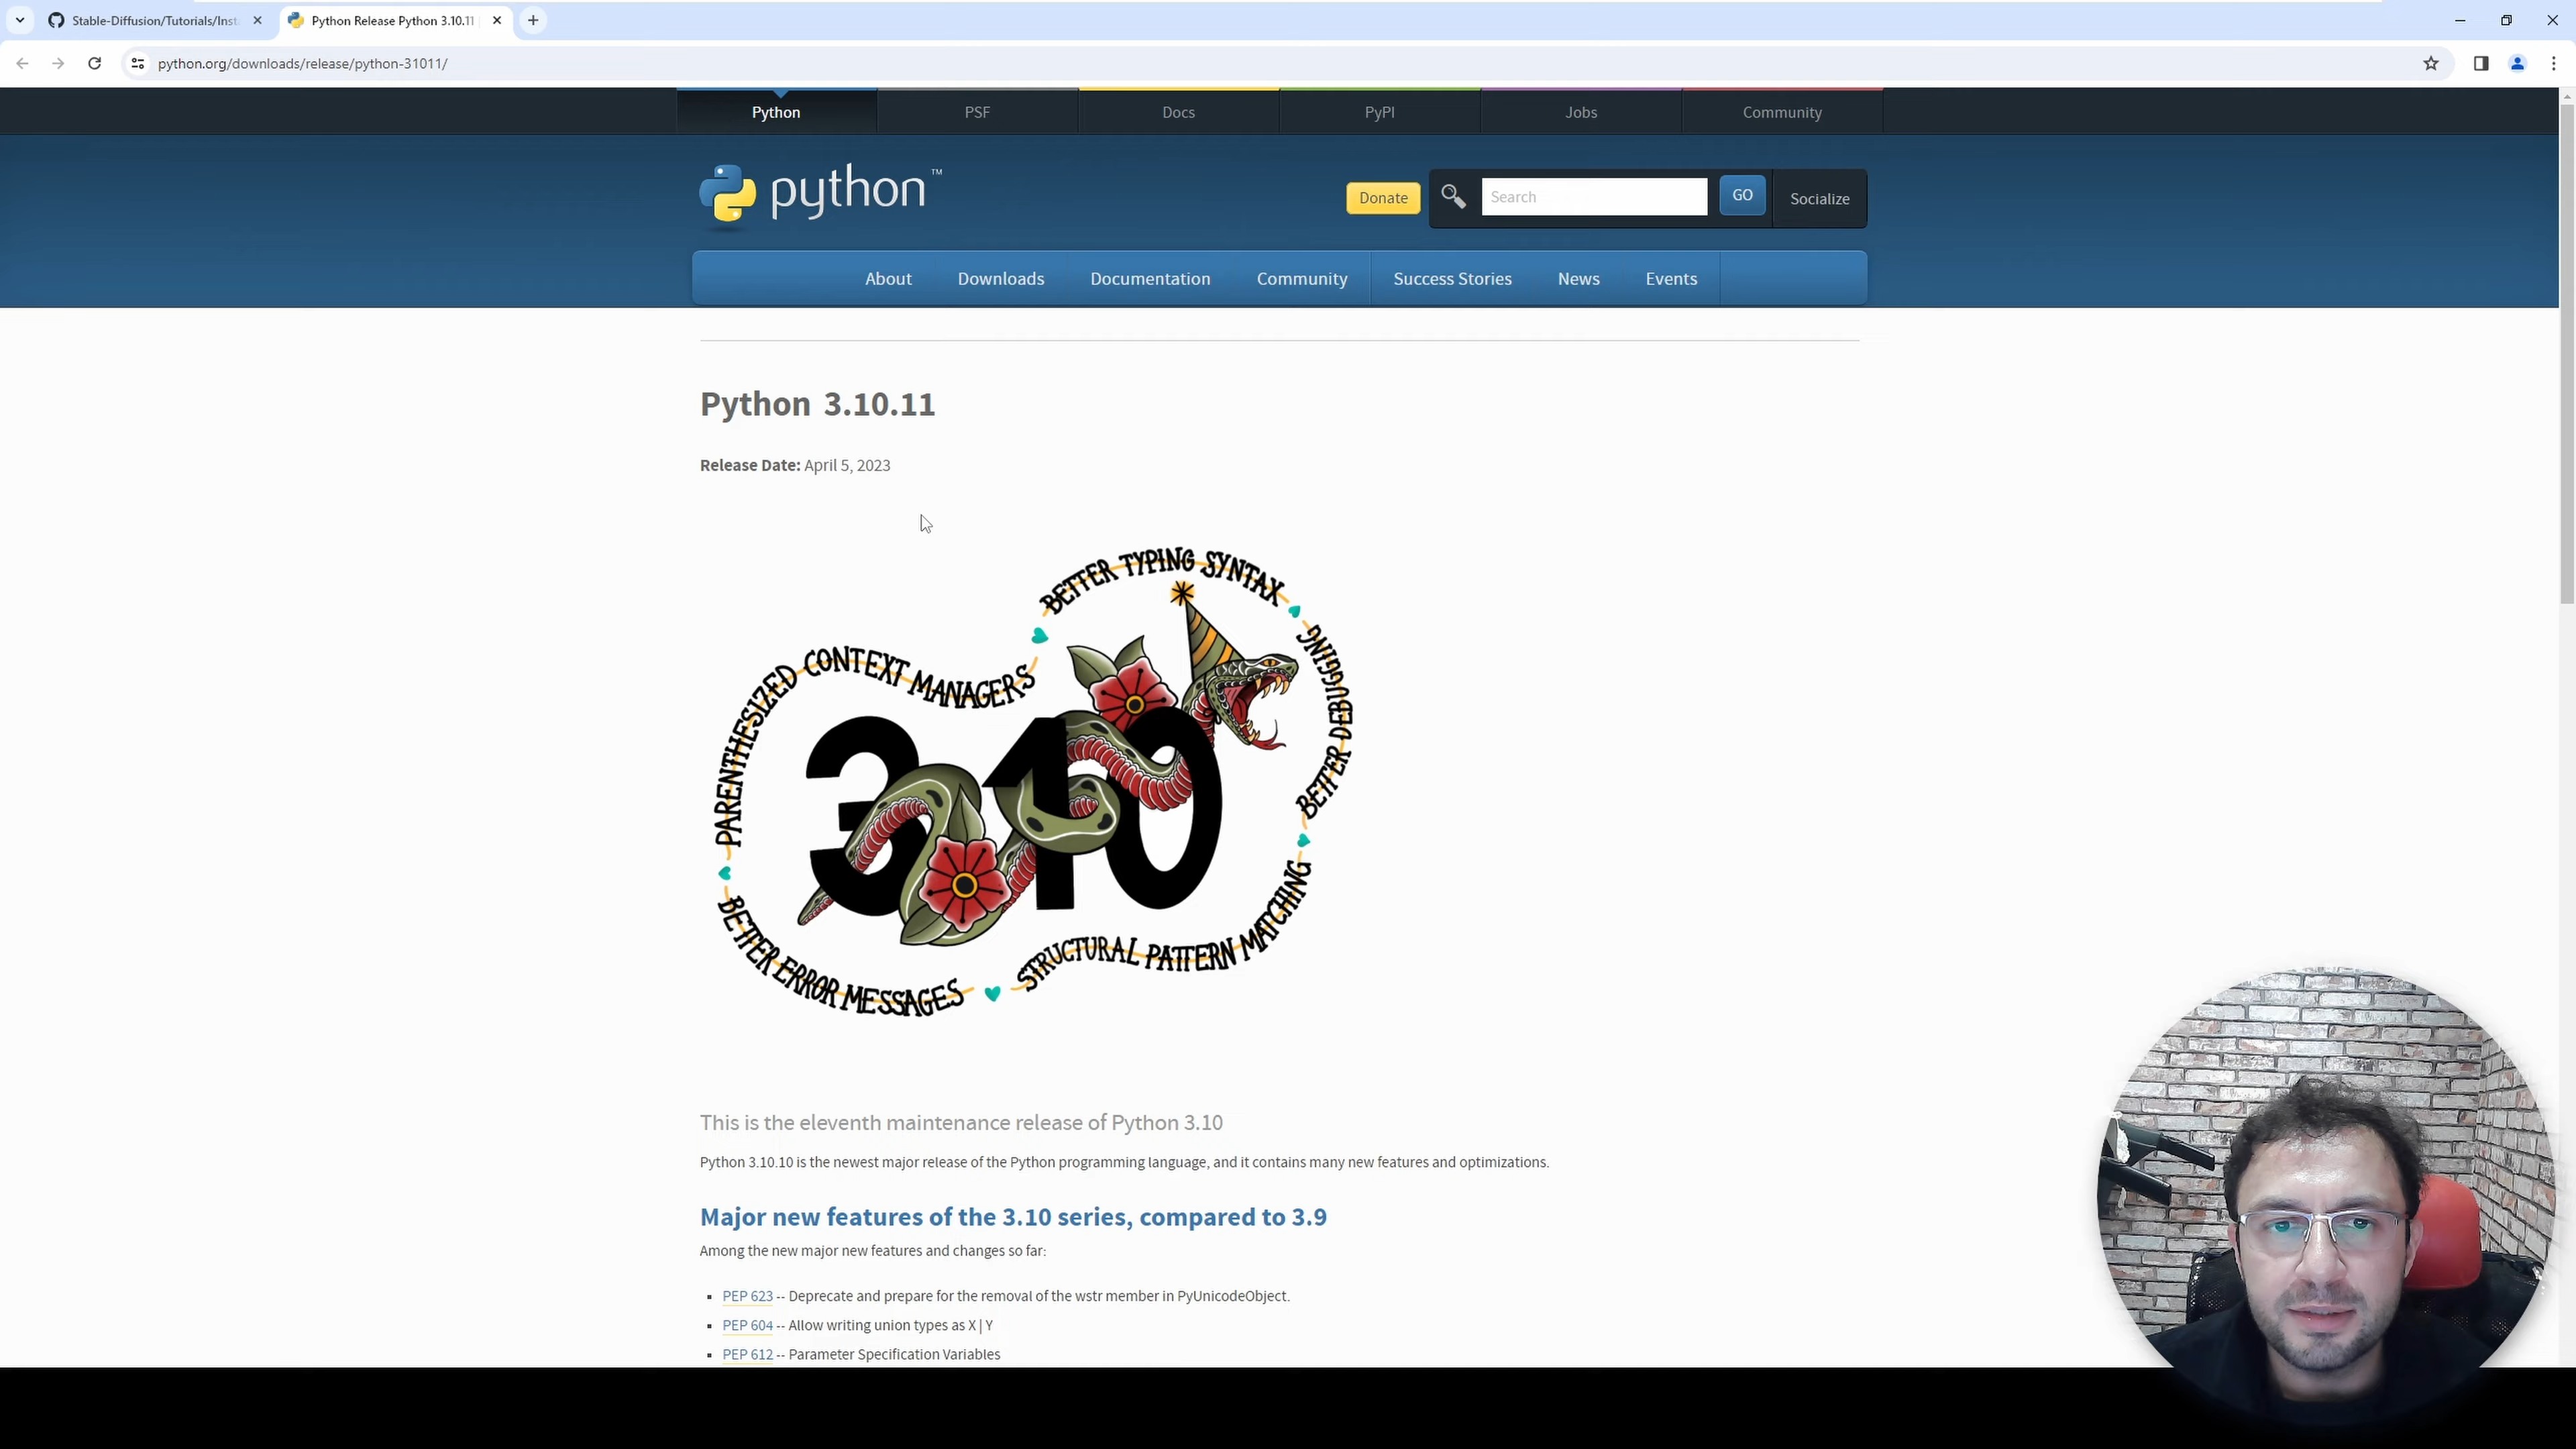 Stable-Diffusion/Tutorials/Inst
Python Release Python 3.10.11
python.org/downloads/release/python-31011/
Python
PSF
Docs
PyPI
Jobs
Community
python™
Donate
Search
GO
Socialize
About
Downloads
Documentation
Community
Success Stories
News
Events
Python 3.10.11
Release Date: April 5, 2023
BETTER TYPING SYNTAX
BETTER DEBUGGING
PARENTHESIZED CONTEXT MANAGERS
3.10
BETTER ERROR MESSAGES
STRUCTURAL PATTERN MATCHING
This is the eleventh maintenance release of Python 3.10
Python 3.10.10 is the newest major release of the Python programming language, and it contains many new features and optimizations.
Major new features of the 3.10 series, compared to 3.9
Among the new major new features and changes so far:
PEP 623 -- Deprecate and prepare for the removal of the wstr member in PyUnicodeObject.
PEP 604 -- Allow writing union types as X | Y
PEP 612 -- Parameter Specification Variables